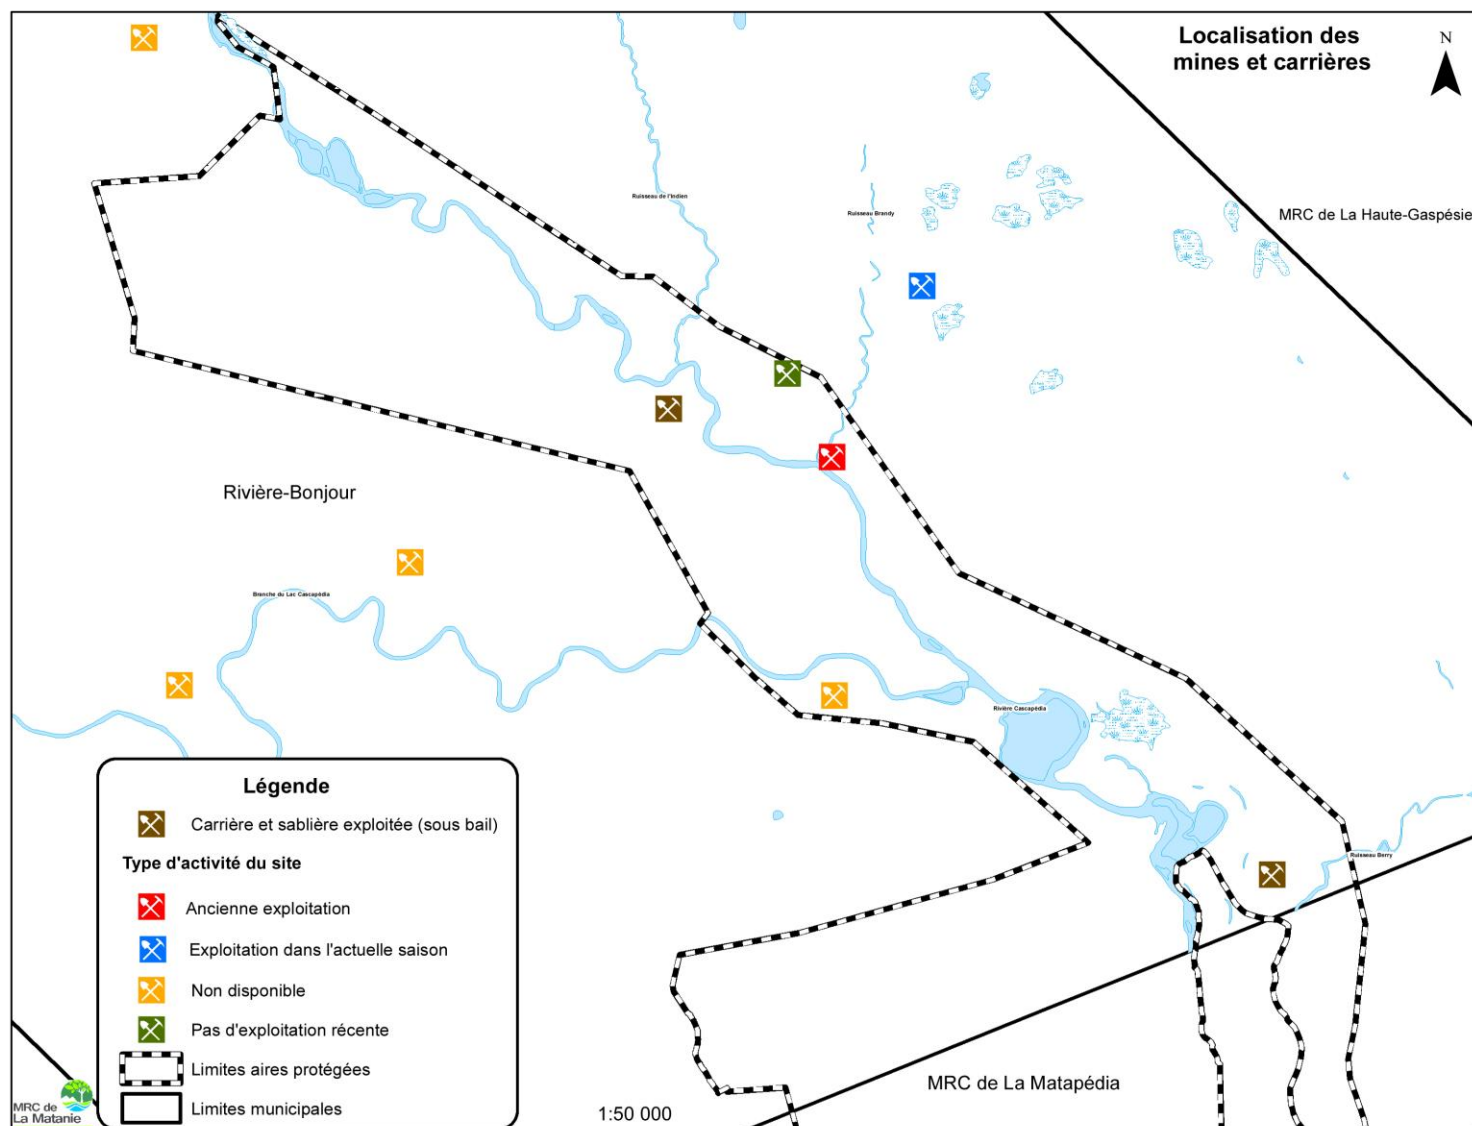 Localisation des
mines et carrières
N
MRC de La Haute-Gaspésie
Ruisseau de l'Indien
Ruisseau Brandy
Rivière-Bonjour
Branche du Lac Cascapédia
Rivière Cascapédia
Ruisseau Berry
Légende
Carrière et sablière exploitée (sous bail)
Type d'activité du site
Ancienne exploitation
Exploitation dans l'actuelle saison
Non disponible
Pas d'exploitation récente
Limites aires protégées
Limites municipales
MRC de
La Matanie
1:50 000
MRC de La Matapédia